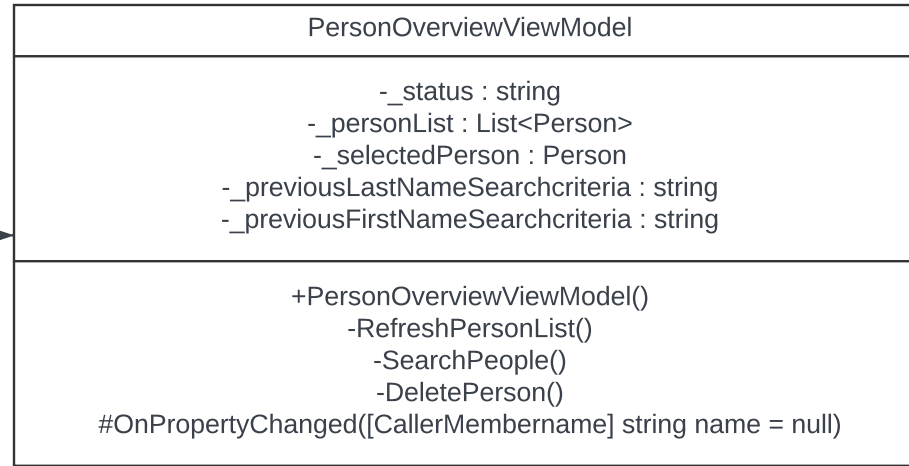 PersonOverviewViewModel
-_status : string
-_personList : List<Person>
-_selectedPerson : Person
-_previousLastNameSearchcriteria : string
-_previousFirstNameSearchcriteria : string
+PersonOverviewViewModel()
-RefreshPersonList()
-SearchPeople()
-DeletePerson()
#OnPropertyChanged([CallerMembername] string name = null)